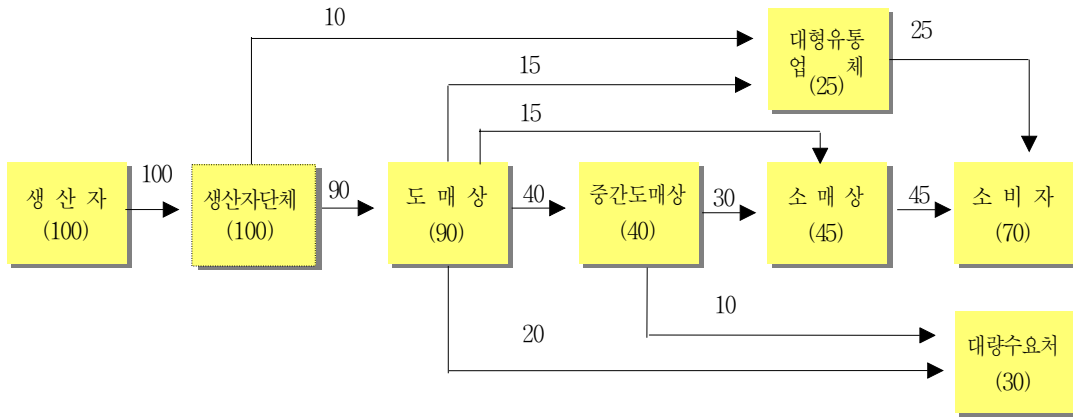 10
대형유통
업 체
(25)
25
15
15
생 산 자
(100)
100
생산자단체
(100)
90
도 매 상
(90)
40
중간도매상
(40)
30
소 매 상
(45)
45
소 비 자
(70)
10
20
대량수요처
(30)